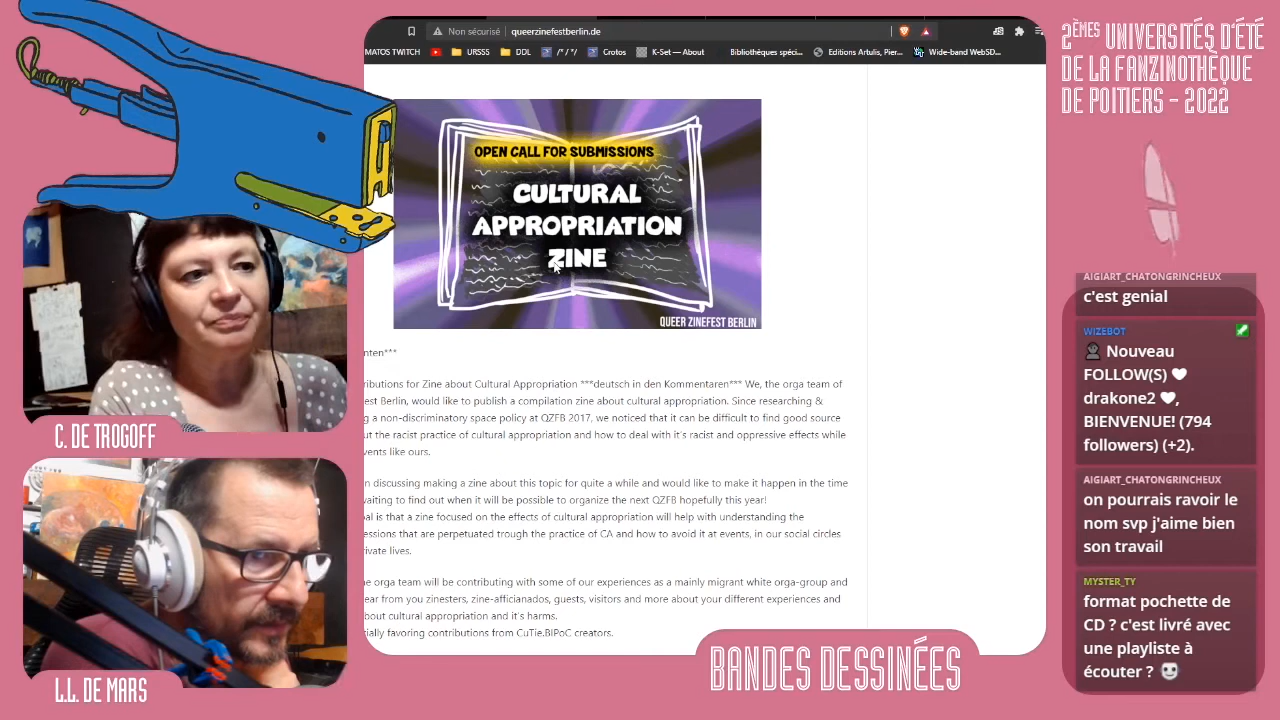 Non sécurisé queerzinefestberlin.de
MATOS TWITCH URSSS DDL /*'*/ Crotos K-Set — About Bibliothèques spéci... Editions Artulis, Pier... Wide-band WebSD...
2ÈMES UNIVERSITÉS D'ÉTÉ
DE LA FANZINOTHÈQUE
DE POITIERS - 2022
OPEN CALL FOR SUBMISSIONS
CULTURAL
APPROPRIATION
ZINE
QUEER ZINEFEST BERLIN
nten***
ributions for Zine about Cultural Appropriation ***deutsch in den Kommentaren*** We, the orga team of
est Berlin, would like to publish a compilation zine about cultural appropriation. Since researching &
g a non-discriminatory space policy at QZFB 2017, we noticed that it can be difficult to find good source
ut the racist practice of cultural appropriation and how to deal with it's racist and oppressive effects while
vents like ours.
n discussing making a zine about this topic for quite a while and would like to make it happen in the time
waiting to find out when it will be possible to organize the next QZFB hopefully this year!
oal is that a zine focused on the effects of cultural appropriation will help with understanding the
essions that are perpetuated trough the practice of CA and how to avoid it at events, in our social circles
rivate lives.
he orga team will be contributing with some of our experiences as a mainly migrant white orga-group and
ear from you zinesters, zine-afficianados, guests, visitors and more about your different experiences and
bout cultural appropriation and it's harms.
cially favoring contributions from CuTie.BIPoC creators.
C. DE TROGOFF
L.L. DE MARS
BANDES DESSINÉES
AIGIART_CHATONGRINCHEUX
c'est genial
WIZEBOT
Nouveau
FOLLOW(S)
drakone2 ,
BIENVENUE! (794
followers) (+2).
AIGIART_CHATONGRINCHEUX
on pourrais ravoir le
nom svp j'aime bien
son travail
MYSTER_TY
format pochette de
CD ? c'est livré avec
une playliste à
écouter ?